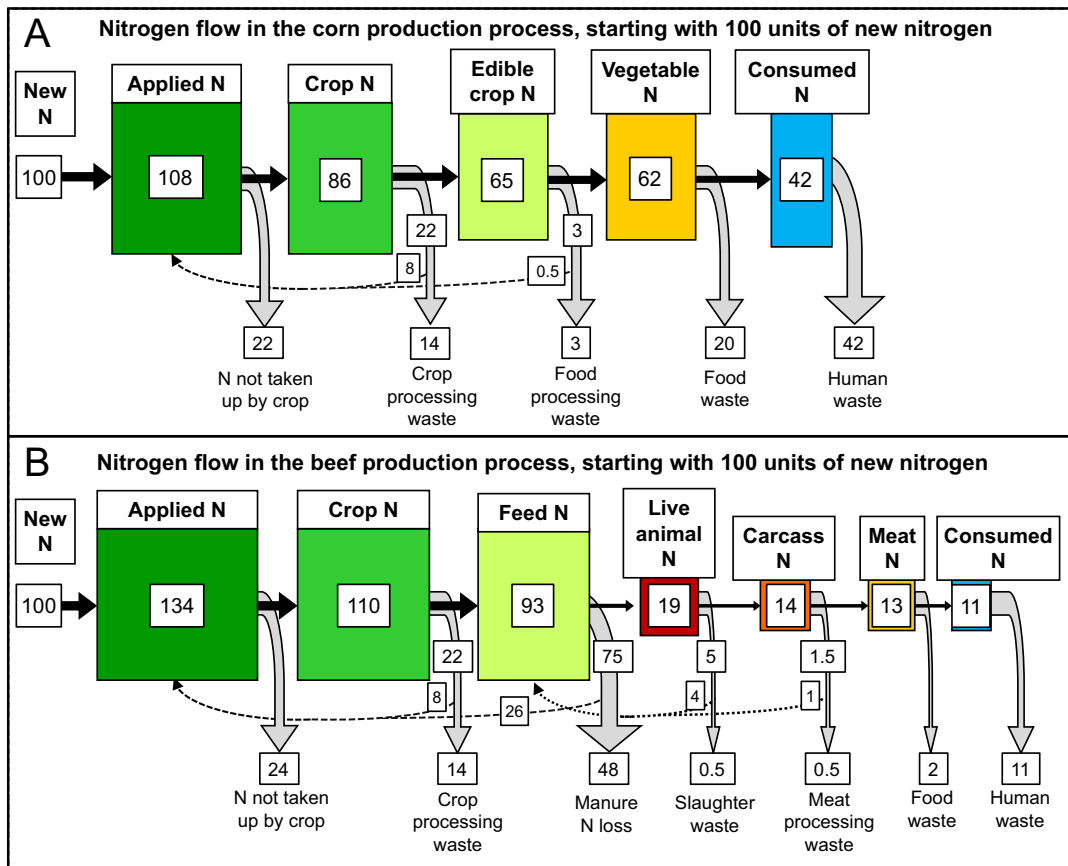 A
Nitrogen flow in the corn production process, starting with 100 units of new nitrogen
New
N
Applied N
Crop N
Edible
crop N
Vegetable
N
Consumed
N
100
108
86
65
62
42
22
3
8
0.5
22
14
3
20
42
N not taken
up by crop
Crop
processing
waste
Food
processing
waste
Food
waste
Human
waste
B
Nitrogen flow in the beef production process, starting with 100 units of new nitrogen
New
N
Applied N
Crop N
Feed N
Live
animal
N
Carcass
N
Meat
N
Consumed
N
100
134
110
93
19
14
13
11
22
75
5
1.5
8
26
4
1
24
14
48
0.5
0.5
2
11
N not taken
up by crop
Crop
processing
waste
Manure
N loss
Slaughter
waste
Meat
processing
waste
Food
waste
Human
waste